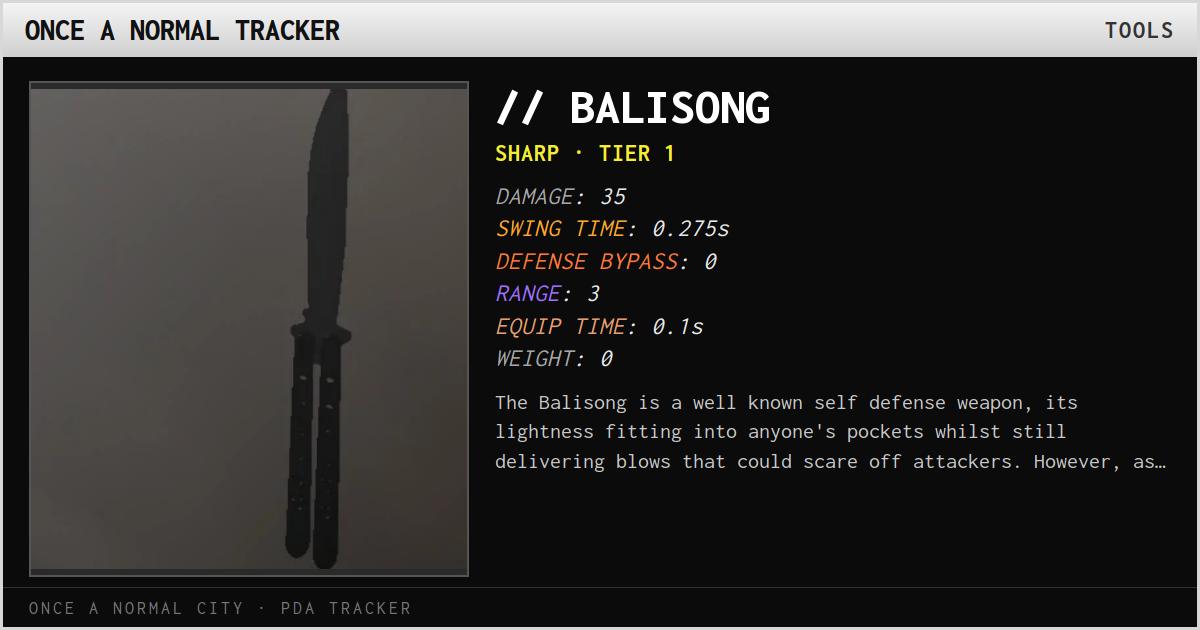 ONCE A NORMAL TRACKER
TOOLS
// BALISONG
SHARP · TIER 1
DAMAGE: 35
SWING TIME: 0.275s
DEFENSE BYPASS: 0
RANGE: 3
EQUIP TIME: 0.1s
WEIGHT: 0
The Balisong is a well known self defense weapon, its
lightness fitting into anyone's pockets whilst still
delivering blows that could scare off attackers. However, as…
ONCE A NORMAL CITY · PDA TRACKER